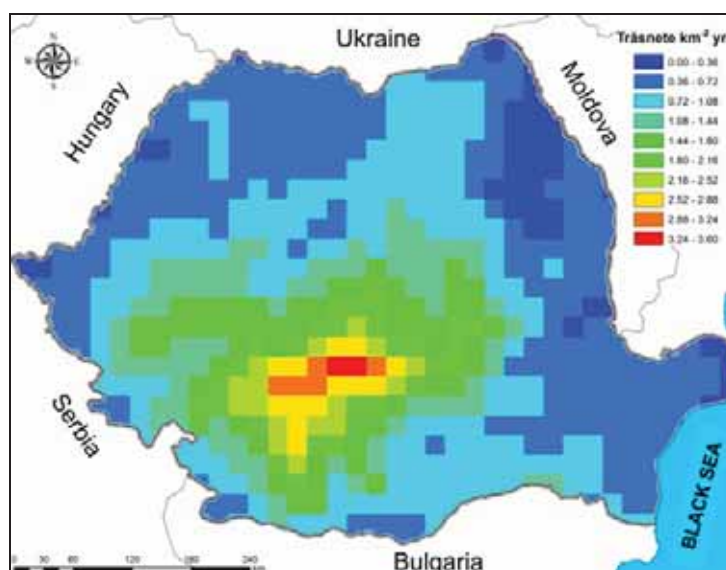 Ukraine
Moldova
Hungary
Serbia
Bulgaria
BLACK SEA
N
Trăsnete km-2 yr
0.00 - 0.36
0.36 - 0.72
0.72 - 1.08
1.08 - 1.44
1.44 - 1.80
1.80 - 2.16
2.16 - 2.52
2.52 - 2.88
2.88 - 3.24
3.24 - 3.60
0 30 60 120 180 240